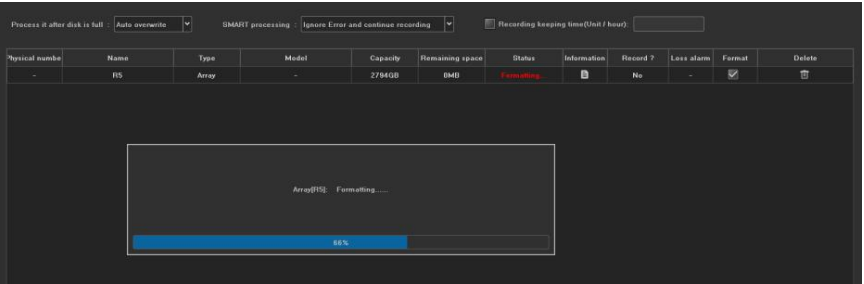 Process it after disk is full : Auto overwrite SMART processing : Ignore Error and continue recording Recording keeping time(Unit / hour):
Physical numbe Name Type Model Capacity Remaining space Status Information Record ? Loss alarm Format Delete
- R5 Array - 2794GB 0MB Formatting... No -
Array[R5]: Formatting......
66%